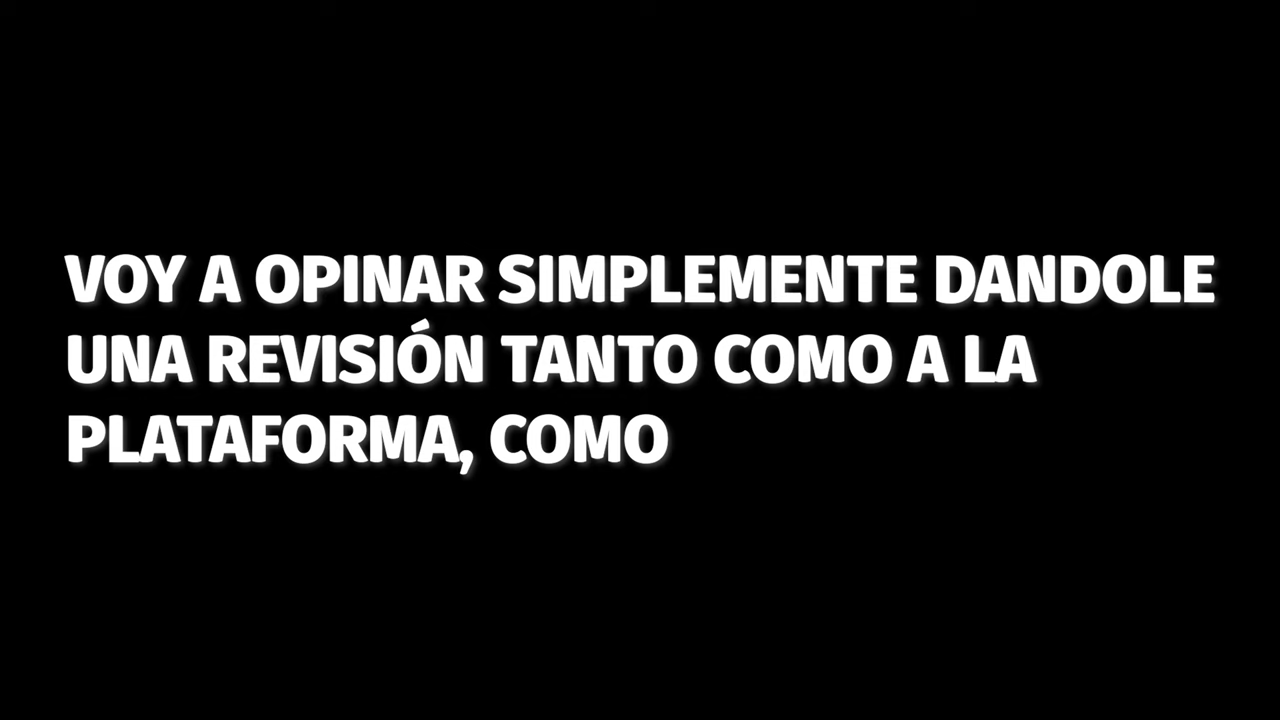 VOY A OPINAR SIMPLEMENTE DANDOLE
UNA REVISIÓN TANTO COMO A LA
PLATAFORMA, COMO